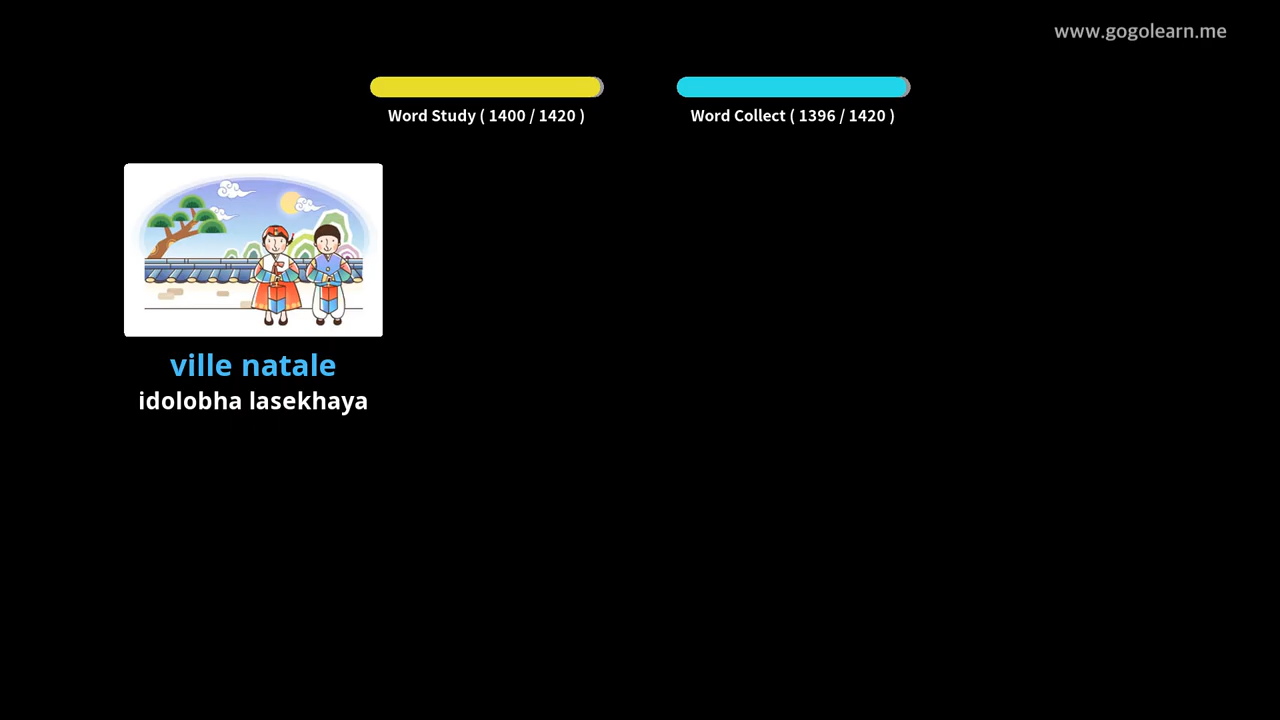 www.gogolearn.me
Word Study ( 1400 / 1420 )
Word Collect ( 1396 / 1420 )
ville natale
idolobha lasekhaya